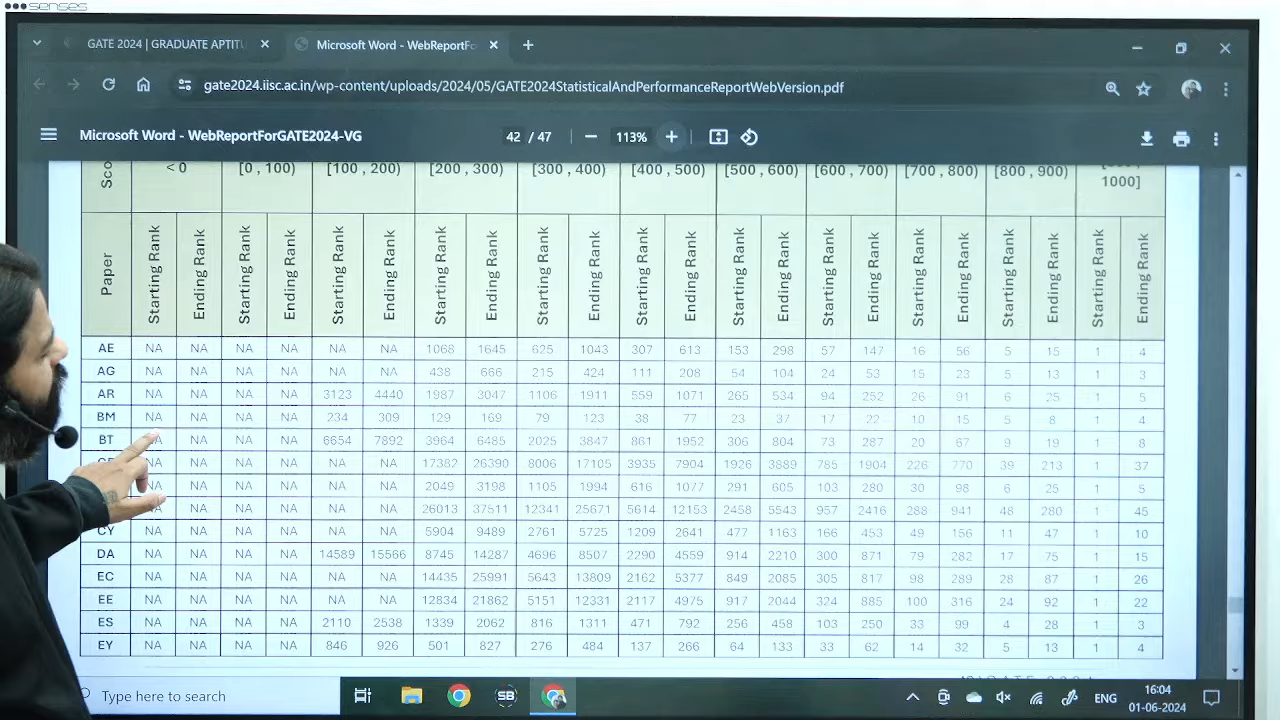 senses
GATE 2024 | GRADUATE APTITU
Microsoft Word - WebReportFo
gate2024.iisc.ac.in/wp-content/uploads/2024/05/GATE2024StatisticalAndPerformanceReportWebVersion.pdf
Microsoft Word - WebReportForGATE2024-VG 42 / 47 113%
Sco < 0 [0 , 100) [100 , 200) [200 , 300) [300 , 400) [400 , 500) [500 , 600) [600 , 700) [700 , 800) [800 , 900) 1000]
Paper Starting Rank Ending Rank Starting Rank Ending Rank Starting Rank Ending Rank Starting Rank Ending Rank Starting Rank Ending Rank Starting Rank Ending Rank Starting Rank Ending Rank Starting Rank Ending Rank Starting Rank Ending Rank Starting Rank Ending Rank Starting Rank Ending Rank
AE NA NA NA NA NA NA 1068 1645 625 1043 307 613 153 298 57 147 16 56 5 15 1 4
AG NA NA NA NA NA NA 438 666 215 424 111 208 54 104 24 53 15 23 5 13 1 3
AR NA NA NA NA 3123 4440 1987 3047 1106 1911 559 1071 265 534 94 252 26 91 6 25 1 5
BM NA NA NA NA 234 309 129 169 79 123 38 77 23 37 17 22 10 15 5 8 1 4
BT NA NA NA 6654 7892 3964 6485 2025 3847 861 1952 306 804 73 287 20 67 9 19 1 8
NA NA NA NA NA NA 17382 26390 8006 17105 3935 7904 1926 3889 785 1904 226 770 39 213 1 37
NA NA NA NA NA NA 2049 3198 1105 1994 616 1077 291 605 103 280 30 98 6 25 1 5
NA NA NA NA NA NA 26013 37511 12341 25671 5614 12153 2458 5543 957 2416 288 941 48 280 1 45
CY NA NA NA NA NA NA 5904 9489 2761 5725 1209 2641 477 1163 166 453 49 156 11 47 1 10
DA NA NA NA NA 14589 15566 8745 14287 4696 8507 2290 4559 914 2210 300 871 79 282 17 75 1 15
EC NA NA NA NA NA NA 14435 25991 5643 13809 2162 5377 849 2085 305 817 98 289 28 87 1 26
EE NA NA NA NA NA NA 12834 21862 5151 12331 2117 4975 917 2044 324 885 100 316 24 92 1 22
ES NA NA NA NA 2110 2538 1339 2062 816 1311 471 792 256 458 103 250 33 99 4 28 1 3
EY NA NA NA NA 846 926 501 827 276 484 137 266 64 133 33 62 14 32 5 13 1 4
Type here to search
SB
ENG
16:04
01-06-2024